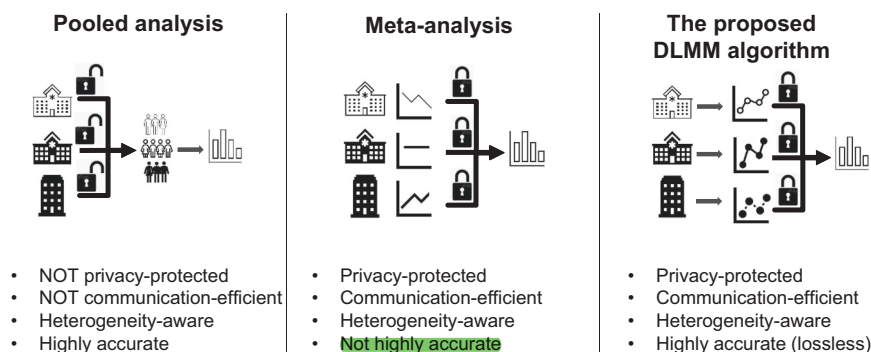 Pooled analysis
Meta-analysis
The proposed
DLMM algorithm
• NOT privacy-protected
• NOT communication-efficient
• Heterogeneity-aware
• Highly accurate
• Privacy-protected
• Communication-efficient
• Heterogeneity-aware
• Not highly accurate
• Privacy-protected
• Communication-efficient
• Heterogeneity-aware
• Highly accurate (lossless)